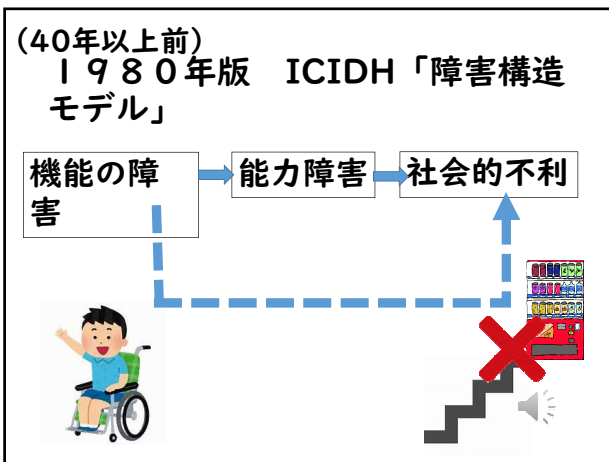 (40年以上前)
1980年版 ICIDH「障害構造
モデル」
機能の障
害
能力障害
社会的不利